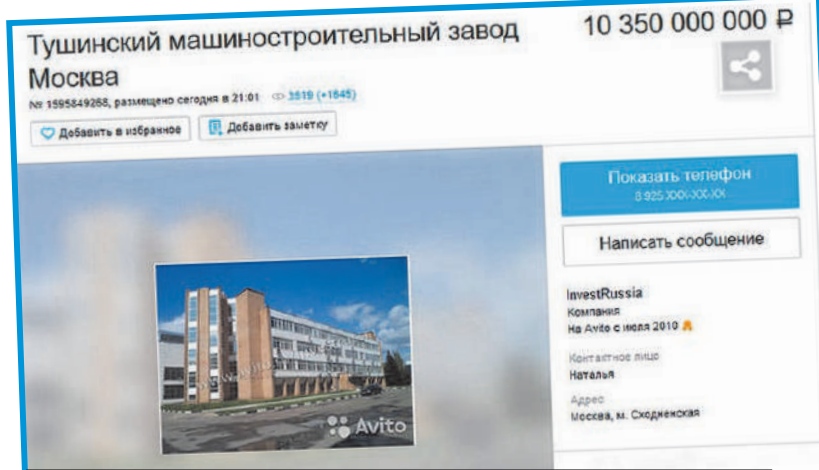 Тушинский машиностроительный завод
Москва
10 350 000 000 ₽
№ 1595849268, размещено сегодня в 21:01 3519 (+1645)
Добавить в избранное
Добавить заметку
Показать телефон
8 925 XXX-XX-XX
Написать сообщение
InvestRussia
Компания
На Avito с июля 2010
Контактное лицо
Наталья
Адрес
Москва, м. Сходненская
Avito